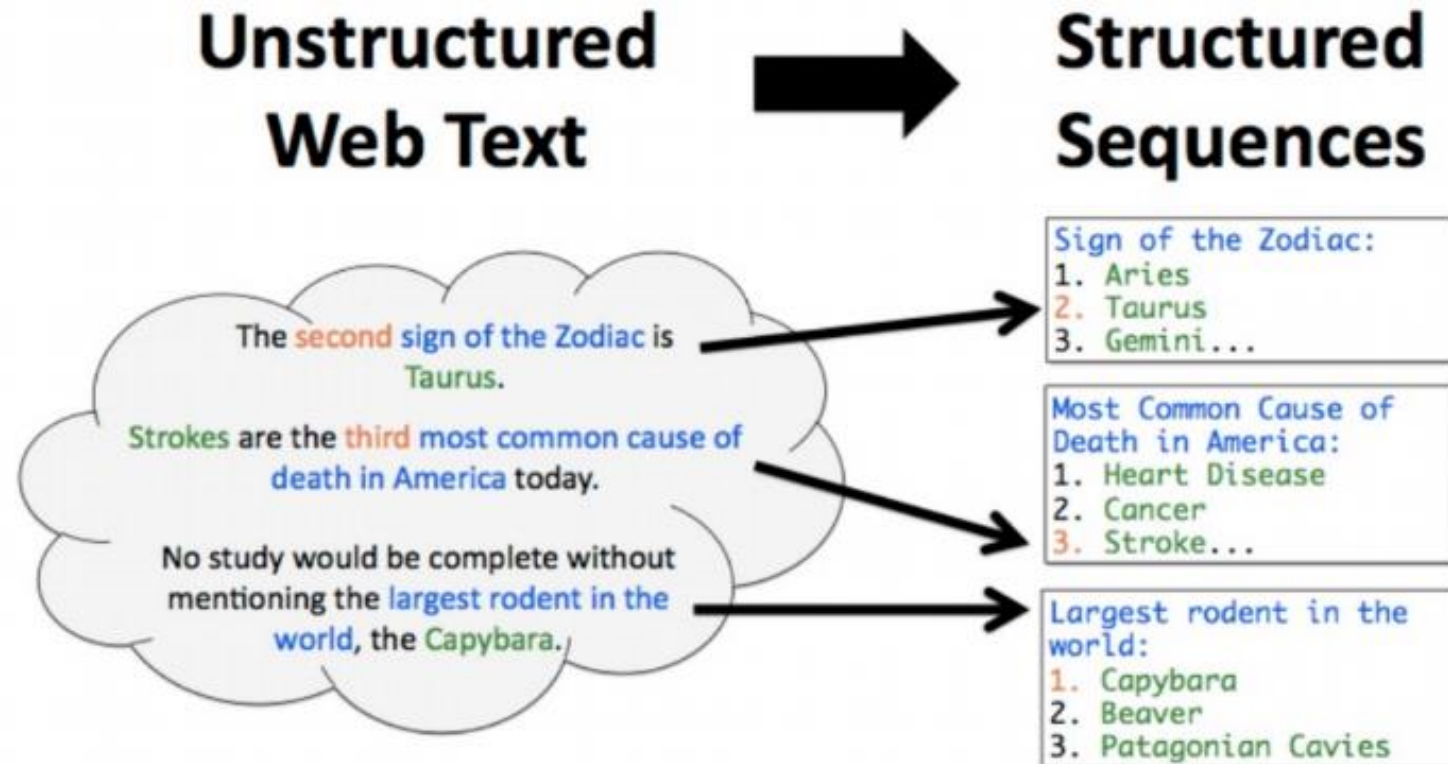 Unstructured
Web Text
Structured
Sequences
The second sign of the Zodiac is
Taurus.
Strokes are the third most common cause of
death in America today.
No study would be complete without
mentioning the largest rodent in the
world, the Capybara.
Sign of the Zodiac:
1. Aries
2. Taurus
3. Gemini...
Most Common Cause of
Death in America:
1. Heart Disease
2. Cancer
3. Stroke...
Largest rodent in the
world:
1. Capybara
2. Beaver
3. Patagonian Cavies